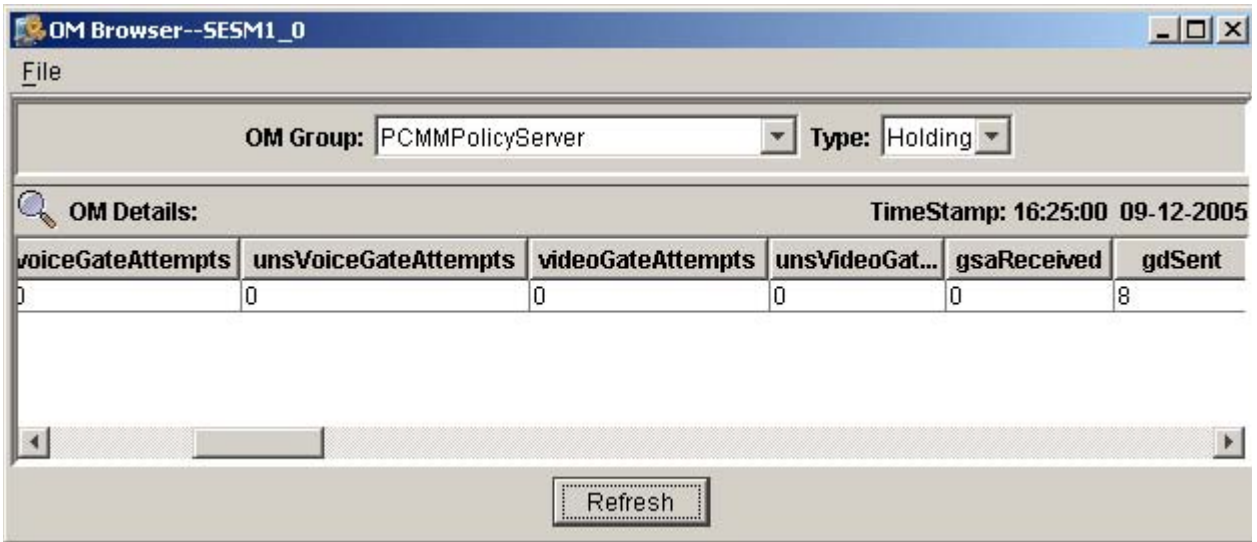 OM Browser--SESM1_0
File
OM Group: PCMMPolicyServer Type: Holding
OM Details: TimeStamp: 16:25:00 09-12-2005
voiceGateAttempts unsVoiceGateAttempts videoGateAttempts unsVideoGat... gsaReceived gdSent
0 0 0 0 0 8
Refresh